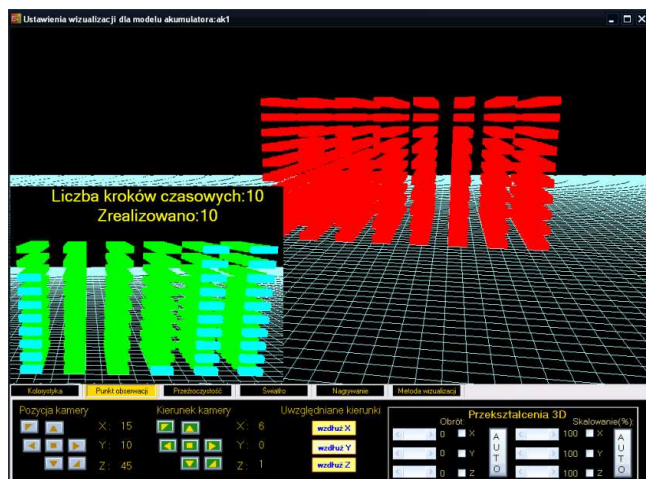 Ustawienia wizualizacji dla modelu akumulatora:ak1
Liczba kroków czasowych:10
Zrealizowano:10
Kolorystyka Punkt obserwacji Przeźroczystość Światło Nagrywanie Metoda wizualizacji
Pozycja kamery
X: 15
Y: 10
Z: 45
Kierunek kamery
X: 6
Y: 0
Z: 1
Uwzględniane kierunki
wzdłuż X
wzdłuż Y
wzdłuż Z
Przekształcenia 3D
Obrót: Skalowanie(%):
0 X 100 X
0 Y 100 Y
0 Z 100 Z
AUTO AUTO